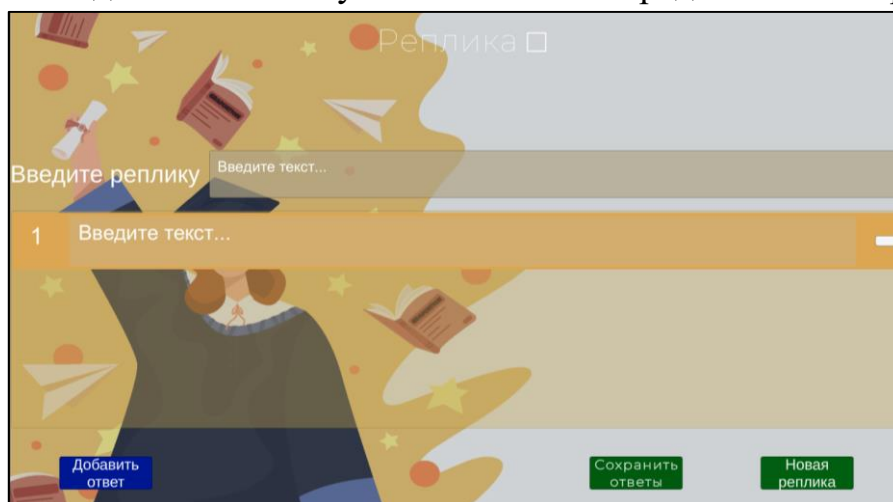 Реплика □
Введите реплику
Введите текст...
1
Введите текст...
Добавить
ответ
Сохранить
ответы
Новая
реплика